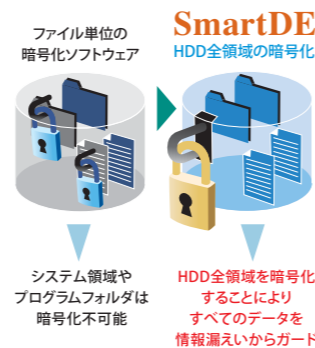 ファイル単位の
暗号化ソフトウェア
SmartDE
HDD全領域の暗号化
システム領域や
プログラムフォルダは
暗号化不可能
HDD全領域を暗号化
することにより
すべてのデータを
情報漏えいからガード